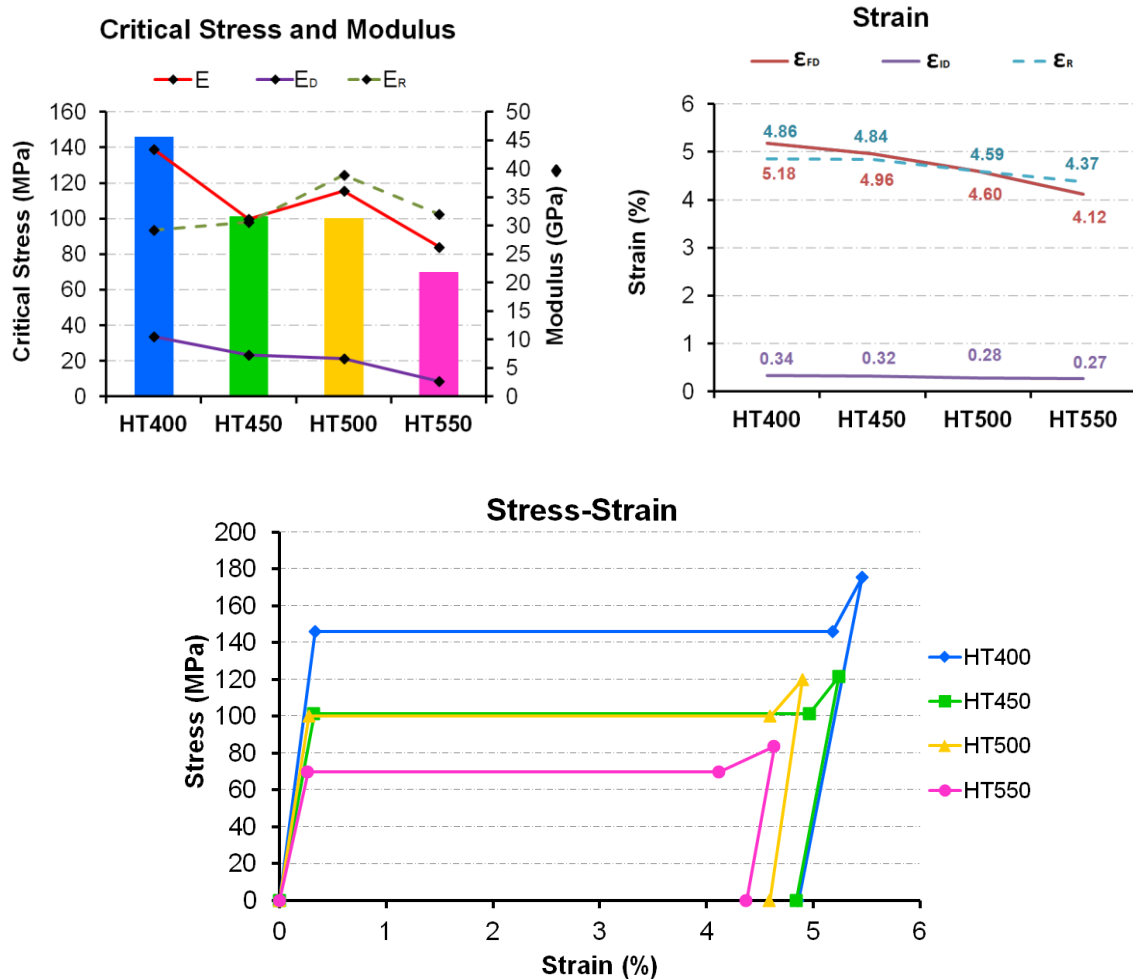 Critical Stress and Modulus
E E_D E_R
Critical Stress (MPa)
160
140
120
100
80
60
40
20
0
50
45
40
35
30
25
20
15
10
5
0
Modulus (GPa) ♦
HT400 HT450 HT500 HT550
Strain
ε_FD ε_ID ε_R
Strain (%)
6
5
4
3
2
1
0
4.86 4.84 4.59 4.37
5.18 4.96 4.60 4.12
0.34 0.32 0.28 0.27
HT400 HT450 HT500 HT550
Stress-Strain
Stress (MPa)
200
180
160
140
120
100
80
60
40
20
0
0 1 2 3 4 5 6
Strain (%)
HT400
HT450
HT500
HT550